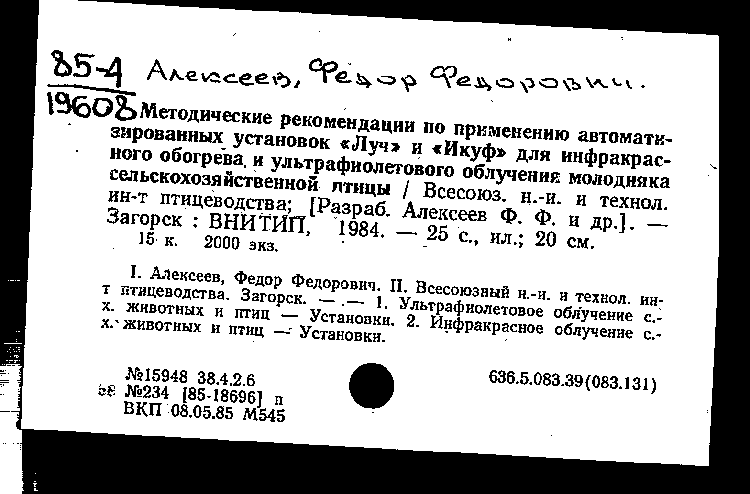 85-4 Алексеев, Федор Федорович.
19608
Методические рекомендации по применению автомати-
зированных установок «Луч» и «Икуф» для инфракрас-
ного обогрева и ультрафиолетового облучения молодняка
сельскохозяйственной птицы / Всесоюз. н.-и. и технол.
ин-т птицеводства; [Разраб. Алексеев Ф. Ф. и др.]. —
Загорск : ВНИТИП, 1984. — 25 с., ил.; 20 см.
15 к. 2000 экз.
I. Алексеев, Федор Федорович. II. Всесоюзный н.-и. и технол. ин-
т птицеводства. Загорск. — .— 1. Ультрафиолетовое облучение с.-
х. животных и птиц — Установки. 2. Инфракрасное облучение с.-
х. животных и птиц — Установки.
№15948 38.4.2.6
636.5.083.39(083.131)
№234 [85-18696] п
ВКП 08.05.85 М545